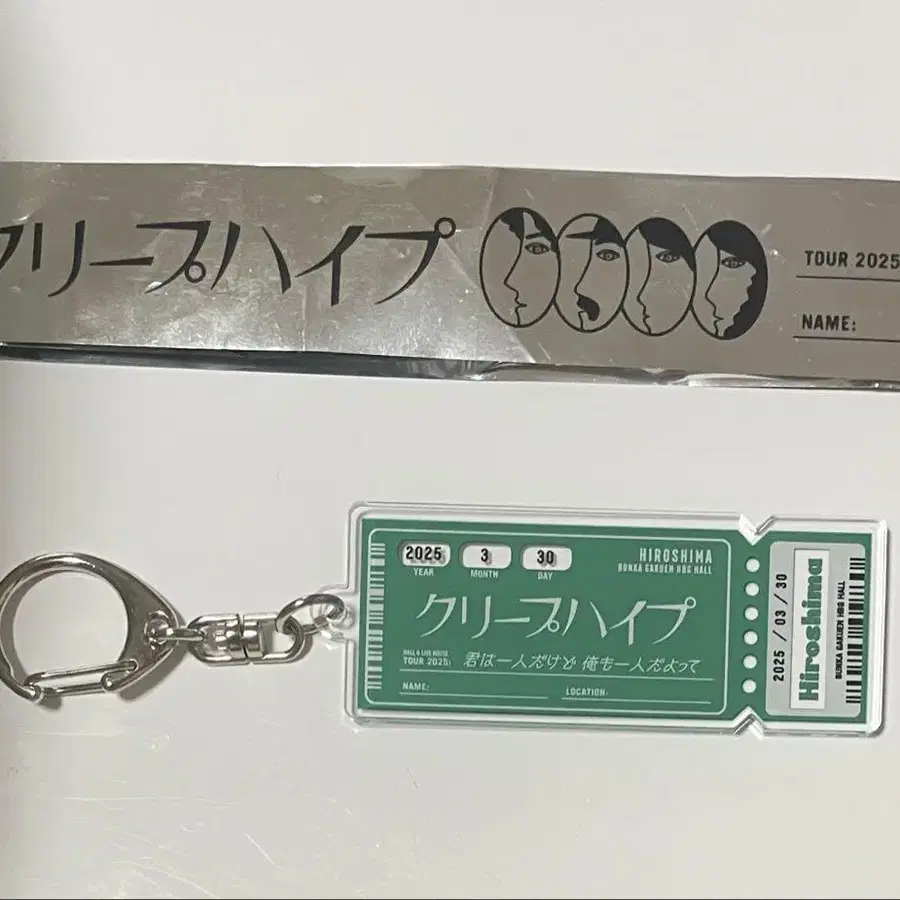 クリープハイプ
TOUR 2025
NAME:
2025 3 30
YEAR MONTH DAY
HIROSHIMA
BUNKA GAKUEN HBG HALL
クリープハイプ
HALL & LIVE HOUSE
TOUR 2025: 君は一人だけど 俺も一人だよって
NAME: LOCATION:
2025 / 03 / 30
Hiroshima
BUNKA GAKUEN HBG HALL